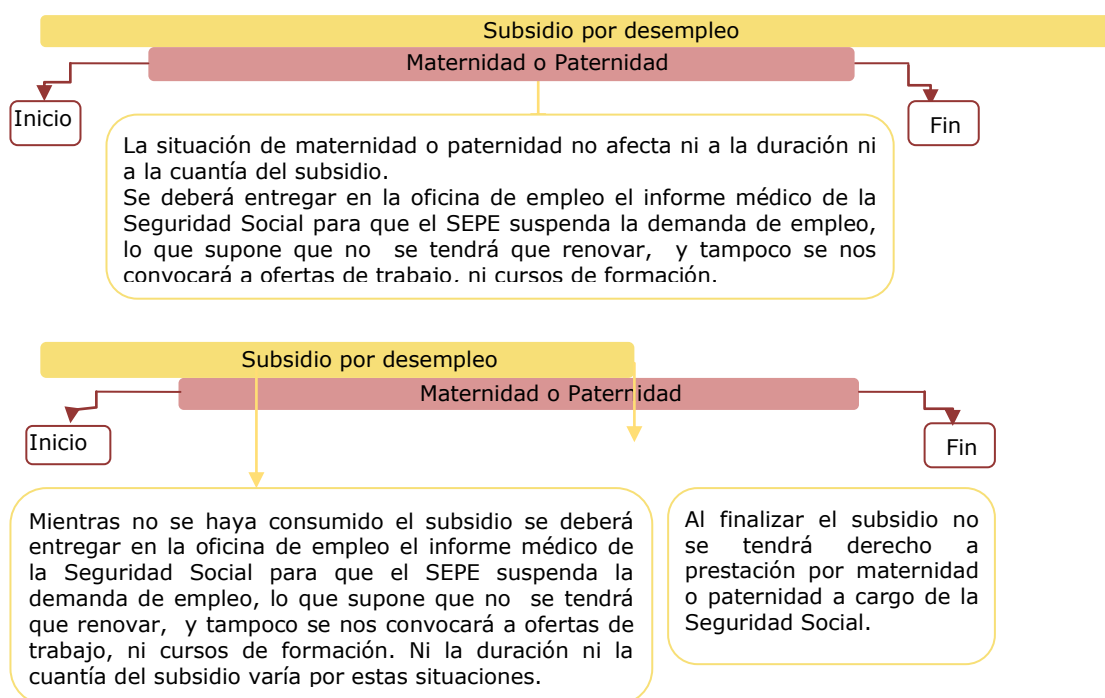 Subsidio por desempleo
Maternidad o Paternidad
Inicio
Fin
La situación de maternidad o paternidad no afecta ni a la duración ni
a la cuantía del subsidio.
Se deberá entregar en la oficina de empleo el informe médico de la
Seguridad Social para que el SEPE suspenda la demanda de empleo,
lo que supone que no se tendrá que renovar, y tampoco se nos
convocará a ofertas de trabajo, ni cursos de formación.
Subsidio por desempleo
Maternidad o Paternidad
Inicio
Fin
Mientras no se haya consumido el subsidio se deberá
entregar en la oficina de empleo el informe médico de
la Seguridad Social para que el SEPE suspenda la
demanda de empleo, lo que supone que no se tendrá
que renovar, y tampoco se nos convocará a ofertas de
trabajo, ni cursos de formación. Ni la duración ni la
cuantía del subsidio varía por estas situaciones.
Al finalizar el subsidio no
se tendrá derecho a
prestación por maternidad
o paternidad a cargo de la
Seguridad Social.